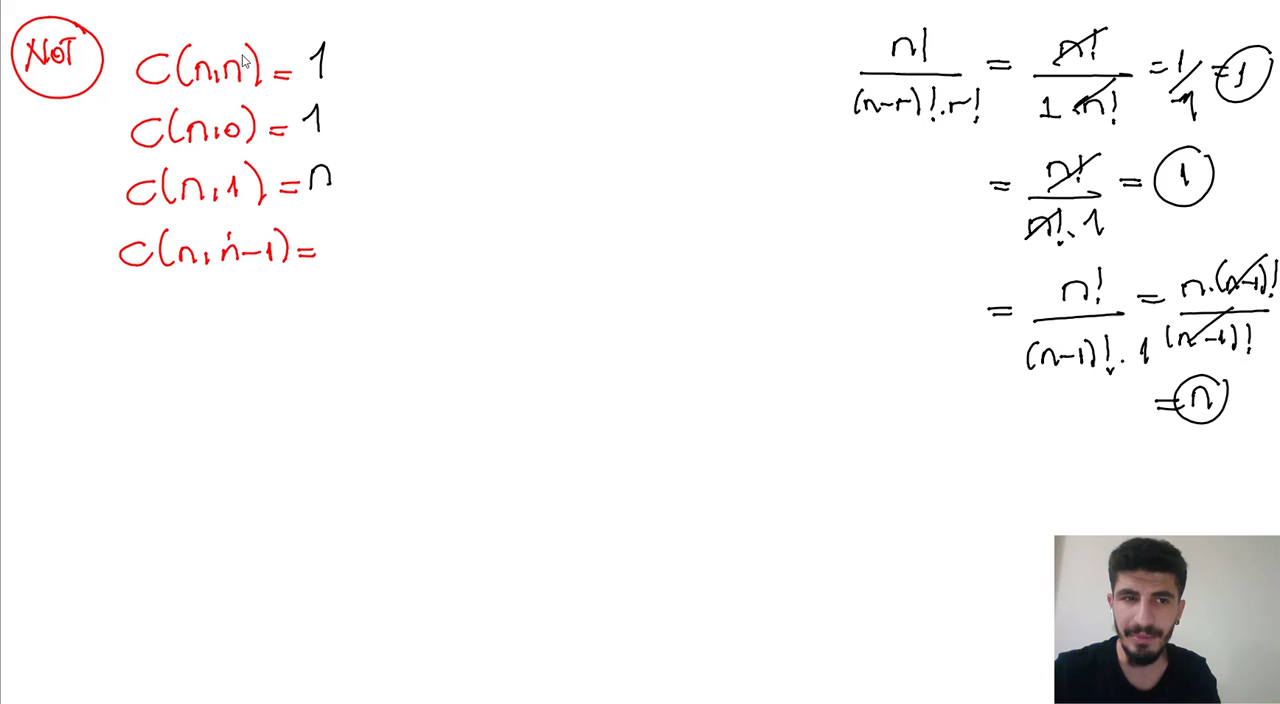 NOT
C(n,n) = 1
C(n,0) = 1
C(n,1) = n
C(n,n-1) =
n! / (n-r)!.r! = n! / 1.n! = 1/1 = 1
= n! / n!.1 = 1
= n! / (n-1)!.1 = n.(n-1)! / (n-1)!
= n